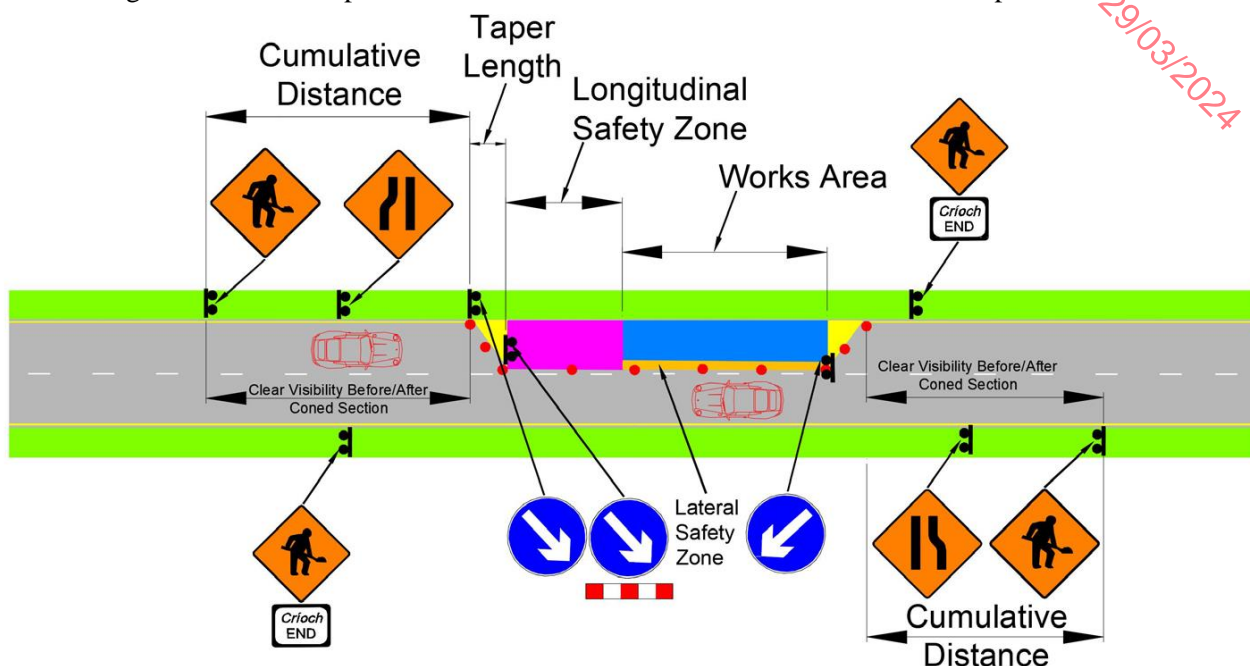 29/03/2024
Taper
Length
Cumulative
Distance
Longitudinal
Safety Zone
Works Area
Críoch
END
Clear Visibility Before/After
Coned Section
Clear Visibility Before/After
Coned Section
Lateral
Safety
Zone
Críoch
END
Cumulative
Distance